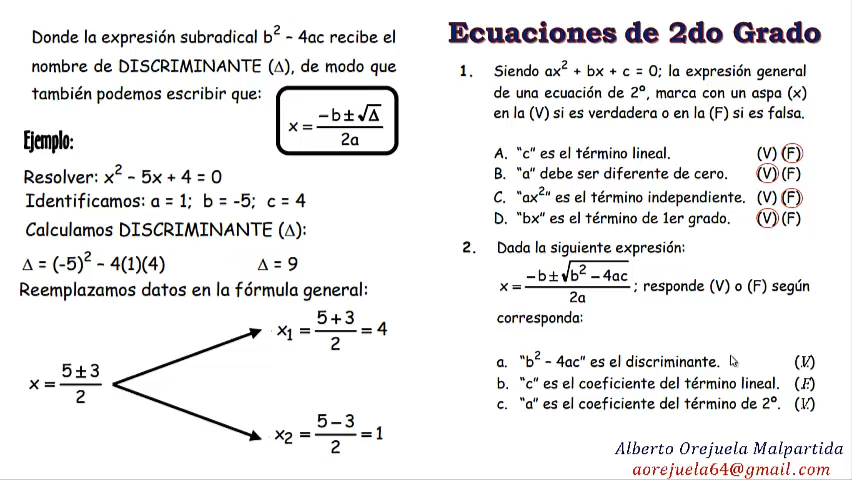 Donde la expresión subradical b² – 4ac recibe el
nombre de DISCRIMINANTE (Δ), de modo que
también podemos escribir que:
x = (-b ± √Δ) / 2a
Ejemplo:
Resolver: x² – 5x + 4 = 0
Identificamos: a = 1; b = -5; c = 4
Calculamos DISCRIMINANTE (Δ):
Δ = (-5)² – 4(1)(4) Δ = 9
Reemplazamos datos en la fórmula general:
x = (5 ± 3) / 2
x₁ = (5 + 3) / 2 = 4
x₂ = (5 – 3) / 2 = 1
Ecuaciones de 2do Grado
1. Siendo ax² + bx + c = 0; la expresión general
de una ecuación de 2º, marca con un aspa (x)
en la (V) si es verdadera o en la (F) si es falsa.
A. “c” es el término lineal. (V) (F)
B. “a” debe ser diferente de cero. (V) (F)
C. “ax²” es el término independiente. (V) (F)
D. “bx” es el término de 1er grado. (V) (F)
2. Dada la siguiente expresión:
x = (-b ± √(b² – 4ac)) / 2a; responde (V) o (F) según
corresponda:
a. “b² – 4ac” es el discriminante. (V)
b. “c” es el coeficiente del término lineal. (F)
c. “a” es el coeficiente del término de 2º. (V)
Alberto Orejuela Malpartida
aorejuela64@gmail.com